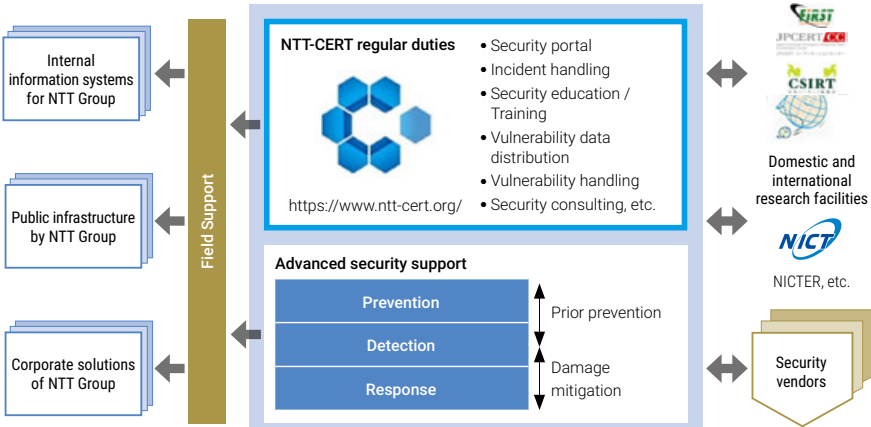 Internal
information systems
for NTT Group
Public infrastructure
by NTT Group
Corporate solutions
of NTT Group
Field Support
NTT-CERT regular duties
https://www.ntt-cert.org/
• Security portal
• Incident handling
• Security education /
Training
• Vulnerability data
distribution
• Vulnerability handling
• Security consulting, etc.
Advanced security support
Prevention
Detection
Response
Prior prevention
Damage
mitigation
FIRST
JPCERT CC
CSIRT
Domestic and
international
research facilities
NICT
NICTER, etc.
Security
vendors